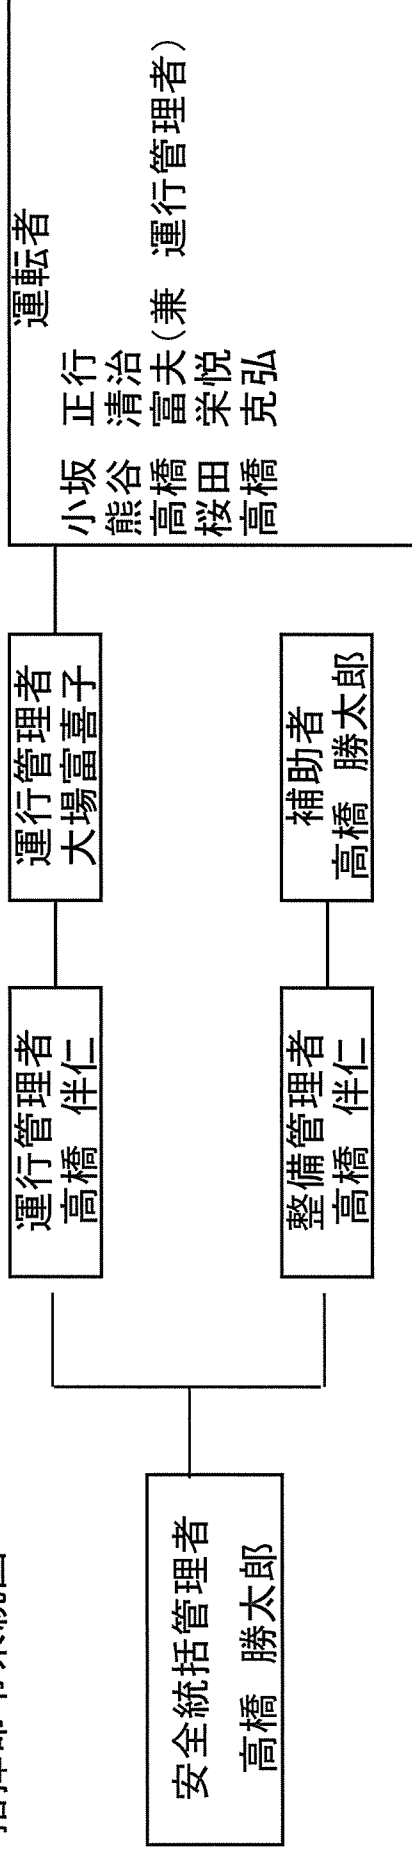 安全統括管理者
高橋 勝太郎
運行管理者
高橋 伴仁
運行管理者
大場富喜子
運転者
小坂 正行
熊谷 清治
高橋 富夫(兼 運行管理者)
桜田 栄悦
高橋 克弘
整備管理者
高橋 伴仁
補助者
高橋 勝太郎